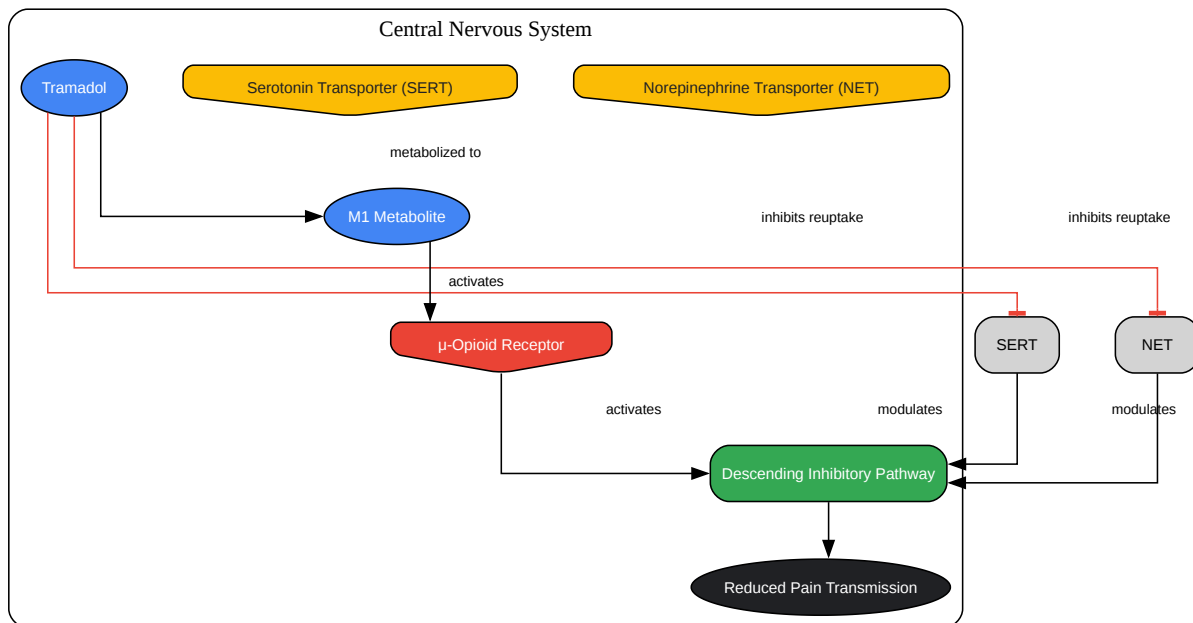 Central Nervous System
Tramadol
Serotonin Transporter (SERT)
Norepinephrine Transporter (NET)
metabolized to
M1 Metabolite
inhibits reuptake
inhibits reuptake
activates
μ-Opioid Receptor
SERT
NET
activates
modulates
modulates
Descending Inhibitory Pathway
Reduced Pain Transmission